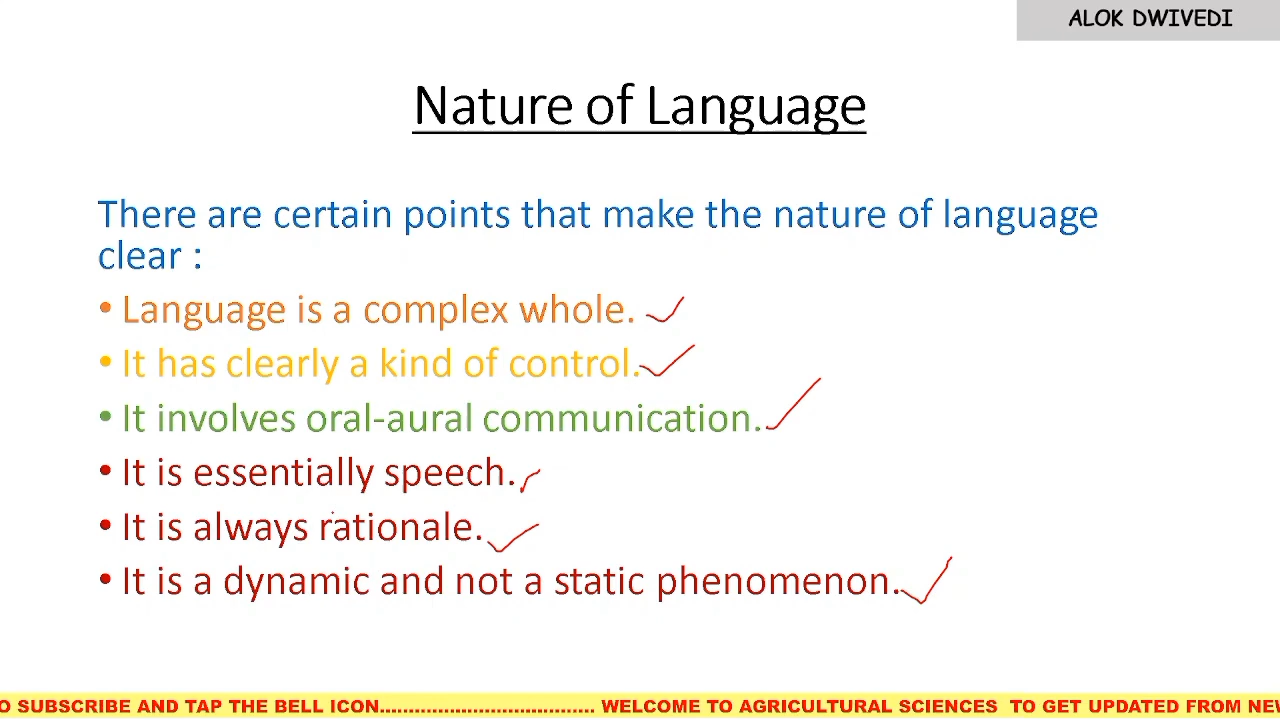 ALOK DWIVEDI
Nature of Language
There are certain points that make the nature of language
clear :
• Language is a complex whole.
• It has clearly a kind of control.
• It involves oral-aural communication.
• It is essentially speech.
• It is always rationale.
• It is a dynamic and not a static phenomenon.
O SUBSCRIBE AND TAP THE BELL ICON..................................... WELCOME TO AGRICULTURAL SCIENCES TO GET UPDATED FROM NEW